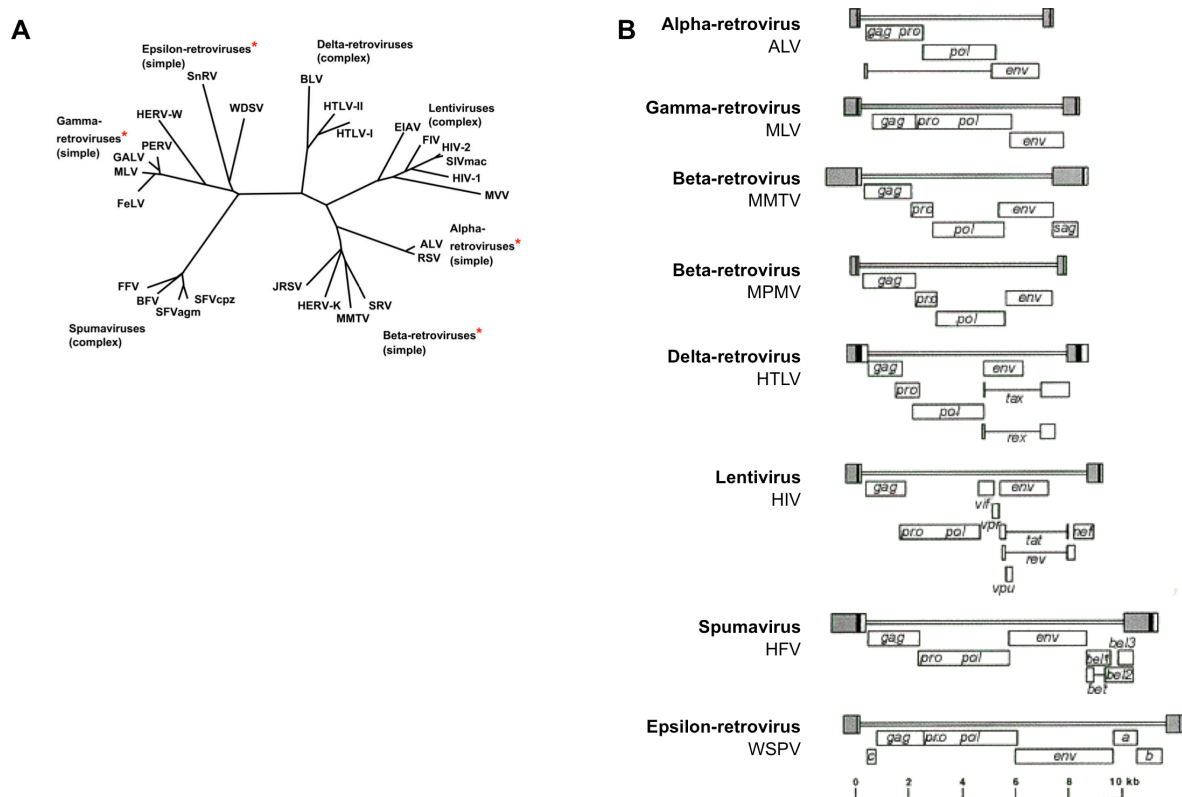 A
Epsilon-retroviruses*
(simple)
SnRV
WDSV
Delta-retroviruses
(complex)
BLV
HTLV-II
HTLV-I
Lentiviruses
(complex)
EIAV
FIV
HIV-2
SIVmac
HIV-1
MVV
Gamma-
retroviruses*
(simple)
HERV-W
PERV
GALV
MLV
FeLV
Alpha-
retroviruses*
(simple)
ALV
RSV
JRSV
HERV-K
MMTV
SRV
Beta-retroviruses*
(simple)
FFV
BFV
SFVagm
SFVcpz
Spumaviruses
(complex)
B
Alpha-retrovirus
ALV
gag pro
pol
env
Gamma-retrovirus
MLV
gag pro pol
env
Beta-retrovirus
MMTV
gag
pro env
pol sag
Beta-retrovirus
MPMV
gag
pro env
pol
Delta-retrovirus
HTLV
gag env
pro tax
pol
rex
Lentivirus
HIV
gag vif env
vpr
pro pol tat nef
rev
vpu
Spumavirus
HFV
gag env bel3
pro pol bel1
bel2
bet
Epsilon-retrovirus
WSPV
gag pro pol a
c env b
0 2 4 6 8 10 kb